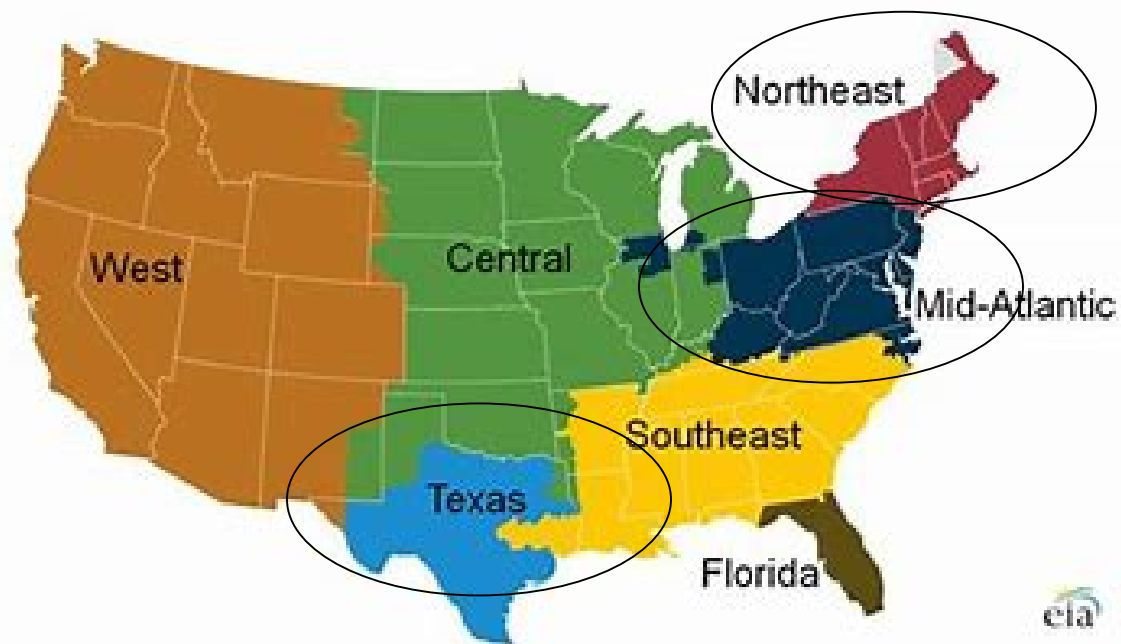 Northeast
West
Central
Mid-Atlantic
Southeast
Texas
Florida
eia